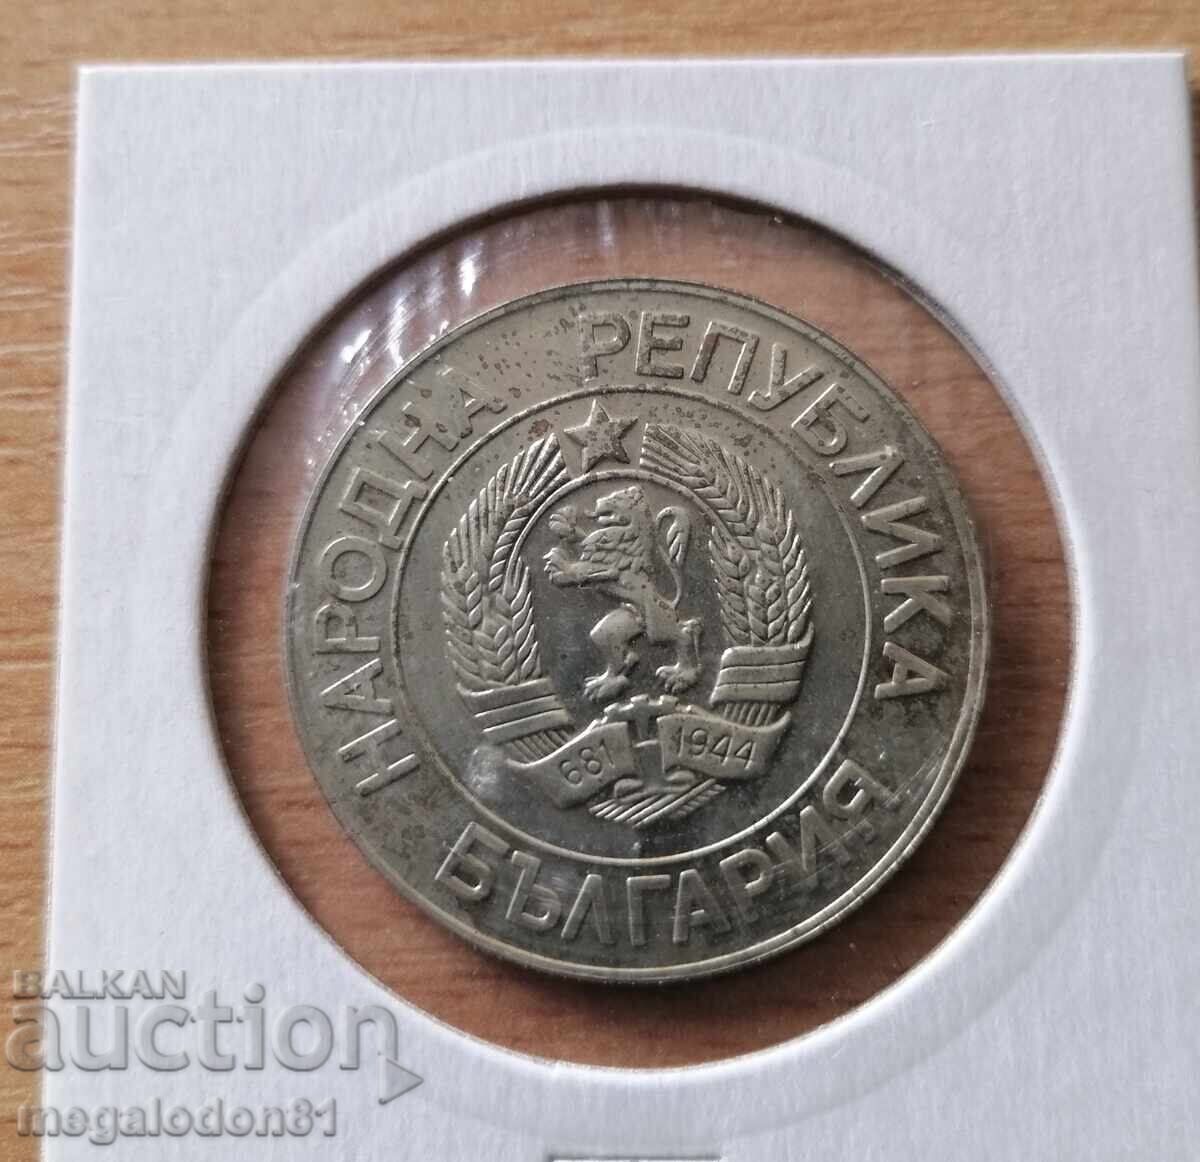 НАРОДНА РЕПУБЛИКА
БЪЛГАРИЯ
681 1944
BALKAN
auction
megalodon81